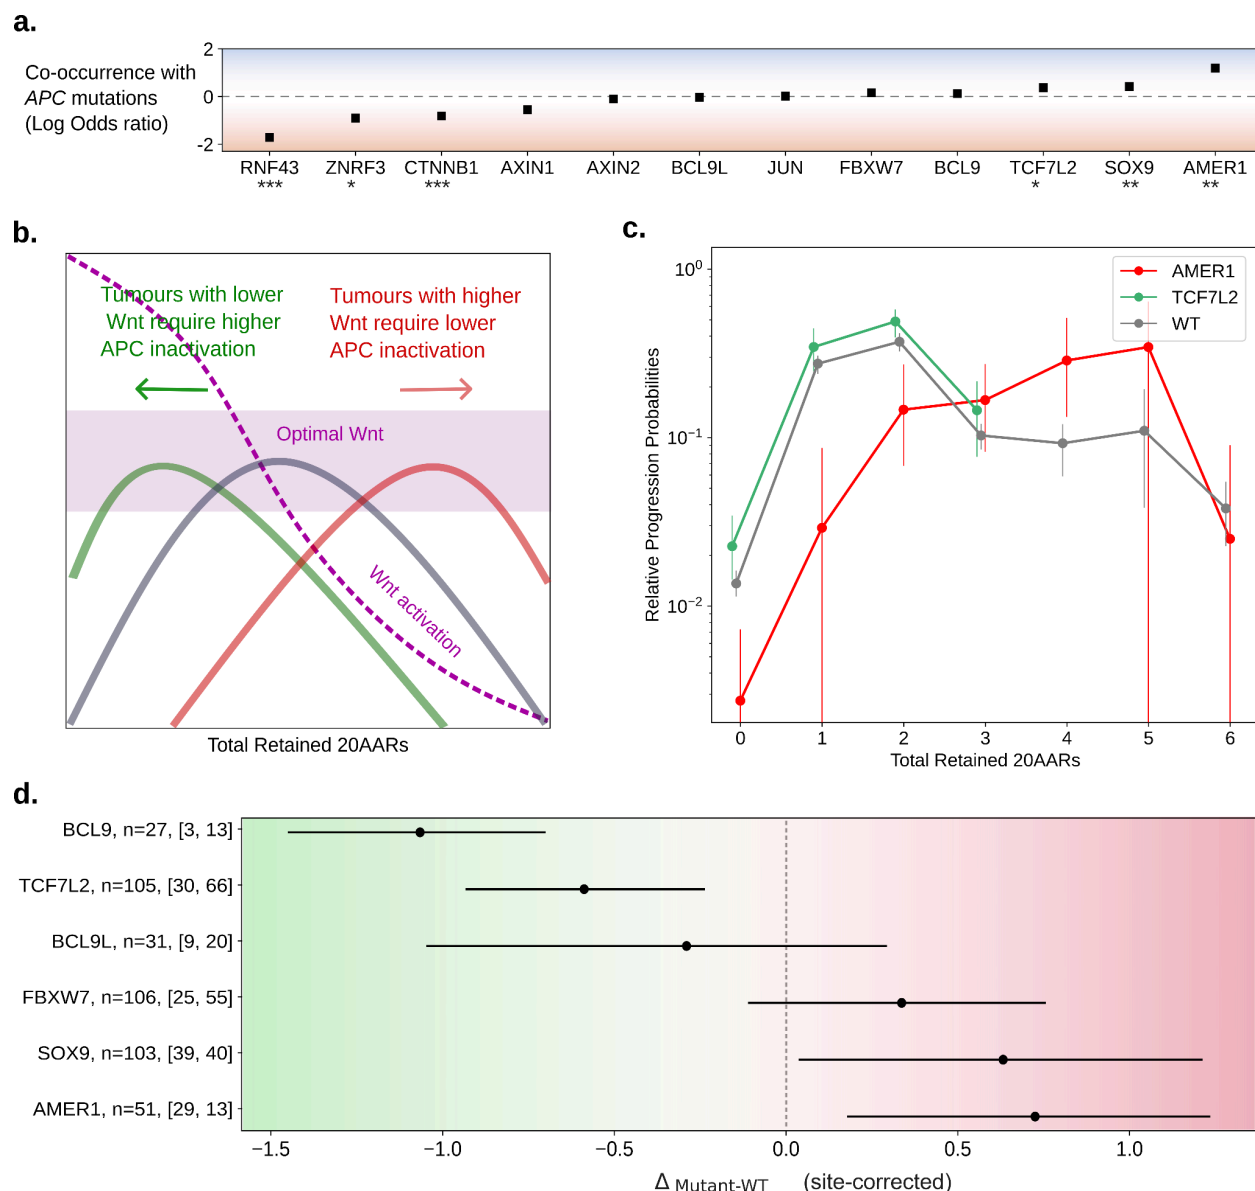 a.
Co-occurrence with
APC mutations
(Log Odds ratio)
2
0
-2
RNF43 ZNRF3 CTNNB1 AXIN1 AXIN2 BCL9L JUN FBXW7 BCL9 TCF7L2 SOX9 AMER1
*** * *** * ** **
b.
Tumours with lower
Wnt require higher
APC inactivation
Tumours with higher
Wnt require lower
APC inactivation
Optimal Wnt
Wnt activation
Total Retained 20AARs
c.
Relative Progression Probabilities
10⁰
10⁻¹
10⁻²
AMER1
TCF7L2
WT
0 1 2 3 4 5 6
Total Retained 20AARs
d.
BCL9, n=27, [3, 13]
TCF7L2, n=105, [30, 66]
BCL9L, n=31, [9, 20]
FBXW7, n=106, [25, 55]
SOX9, n=103, [39, 40]
AMER1, n=51, [29, 13]
−1.5 −1.0 −0.5 0.0 0.5 1.0
Δ Mutant-WT (site-corrected)